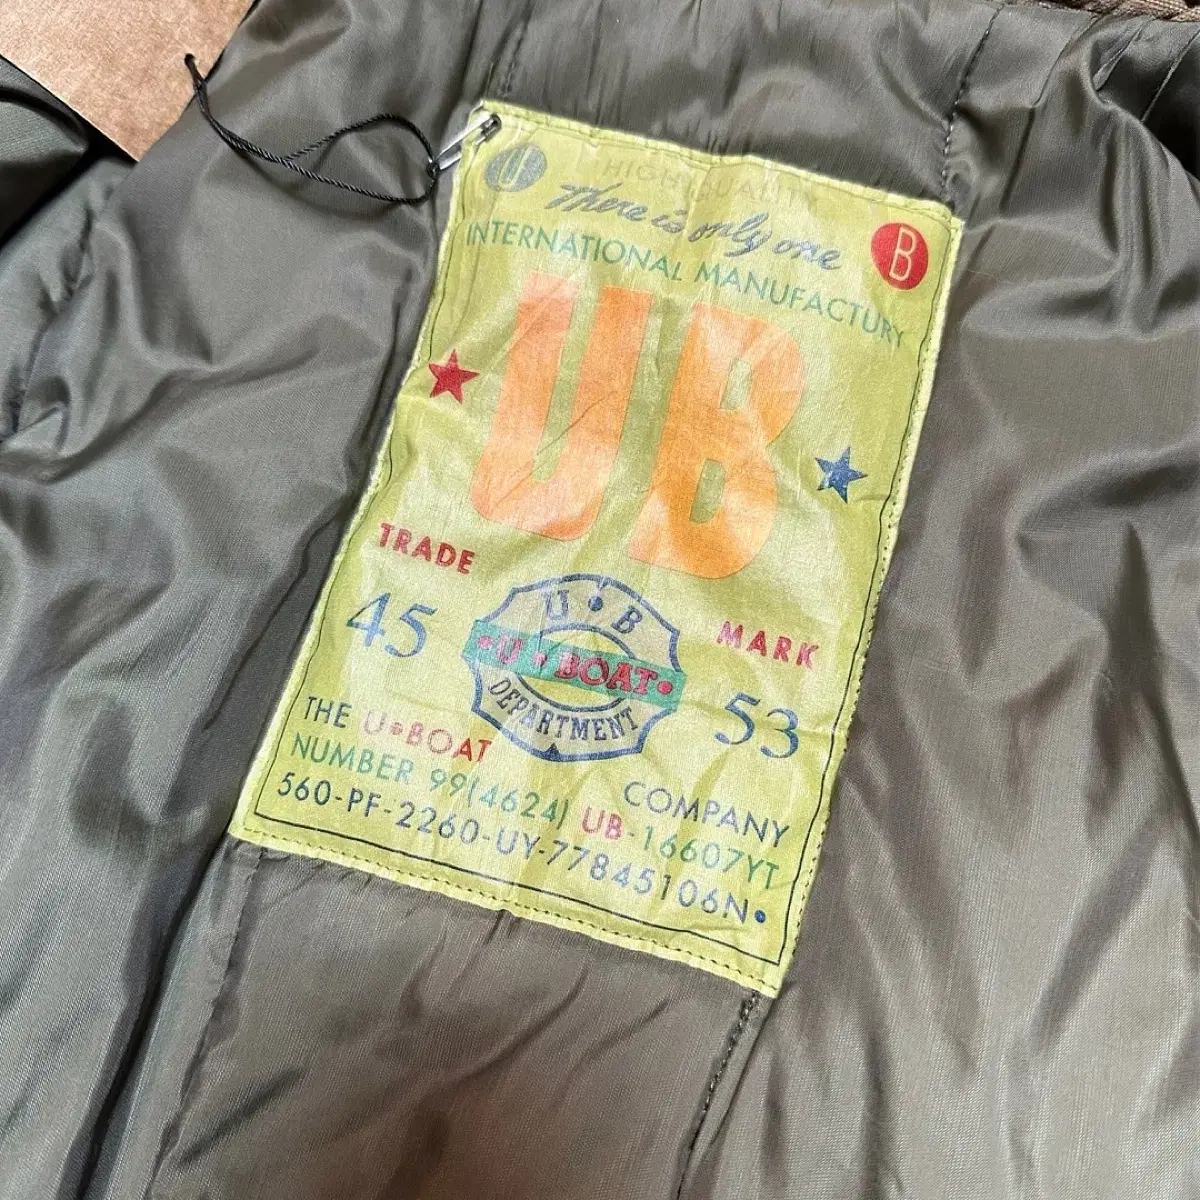 U
HIGH QUALITY
There is only one
B
INTERNATIONAL MANUFACTURY
UB
TRADE
MARK
45
U • B
• U • BOAT •
DEPARTMENT
53
THE U•BOAT
COMPANY
NUMBER 99(4624) UB-16607YT
560-PF-2260-UY-77845106N•